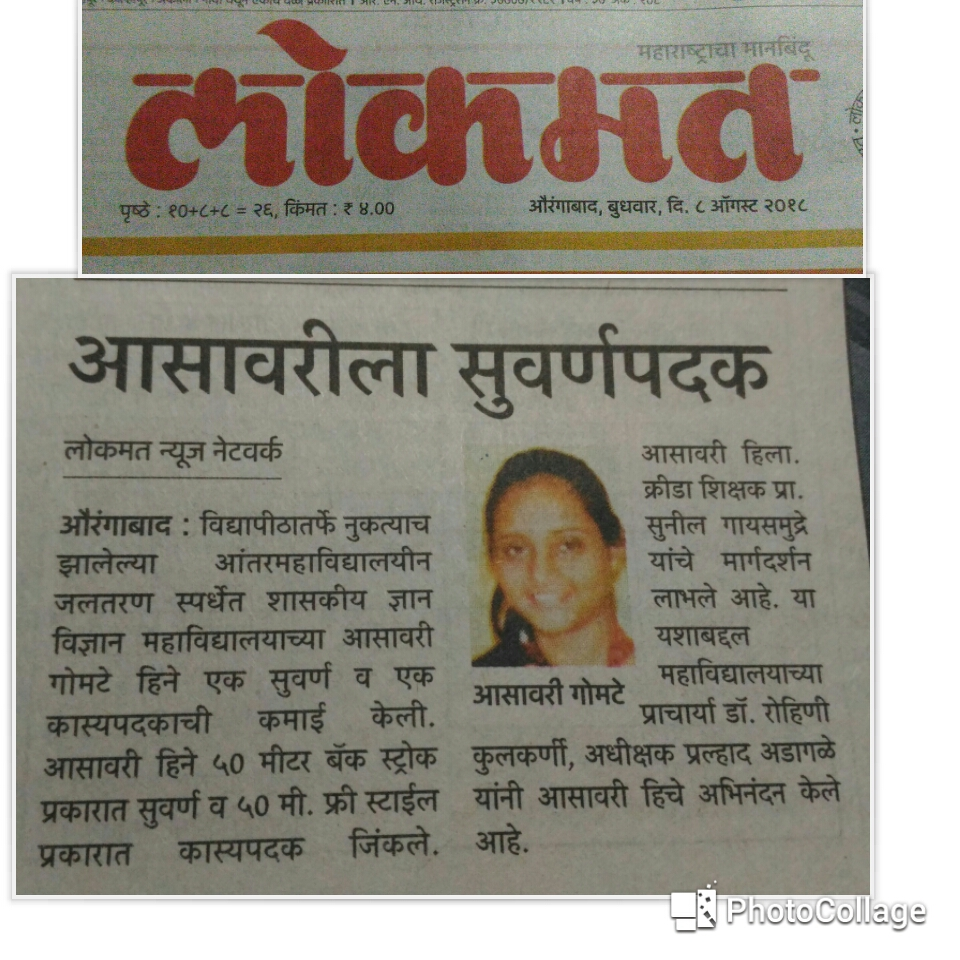 महाराष्ट्राचा मानबिंदू
लोकमत
पृष्ठे : १०+८+८ = २६, किंमत : ₹ ४.००
औरंगाबाद, बुधवार, दि. ८ ऑगस्ट २०१८
आसावरीला सुवर्णपदक
लोकमत न्यूज नेटवर्क
औरंगाबाद : विद्यापीठातर्फे नुकत्याच
झालेल्या आंतरमहाविद्यालयीन
जलतरण स्पर्धेत शासकीय ज्ञान
विज्ञान महाविद्यालयाच्या आसावरी
गोमटे हिने एक सुवर्ण व एक
कास्यपदकाची कमाई केली.
आसावरी हिने ५० मीटर बॅक स्ट्रोक
प्रकारात सुवर्ण व ५० मी. फ्री स्टाईल
प्रकारात कास्यपदक जिंकले.
आसावरी गोमटे
आसावरी हिला.
क्रीडा शिक्षक प्रा.
सुनील गायसमुद्रे
यांचे मार्गदर्शन
लाभले आहे. या
यशाबद्दल
महाविद्यालयाच्या
प्राचार्या डॉ. रोहिणी
कुलकर्णी, अधीक्षक प्रल्हाद अडागळे
यांनी आसावरी हिचे अभिनंदन केले
आहे.
PhotoCollage